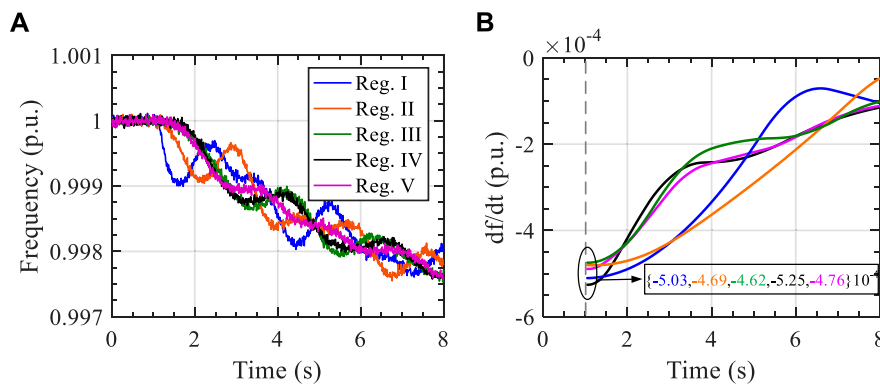 A
1.001
1
0.999
0.998
0.997
Frequency (p.u.)
Reg. I
Reg. II
Reg. III
Reg. IV
Reg. V
0 2 4 6 8
Time (s)
B
×10⁻⁴
0
-2
-4
-6
df/dt (p.u.)
{-5.03,-4.69,-4.62,-5.25,-4.76}10⁻
0 2 4 6 8
Time (s)